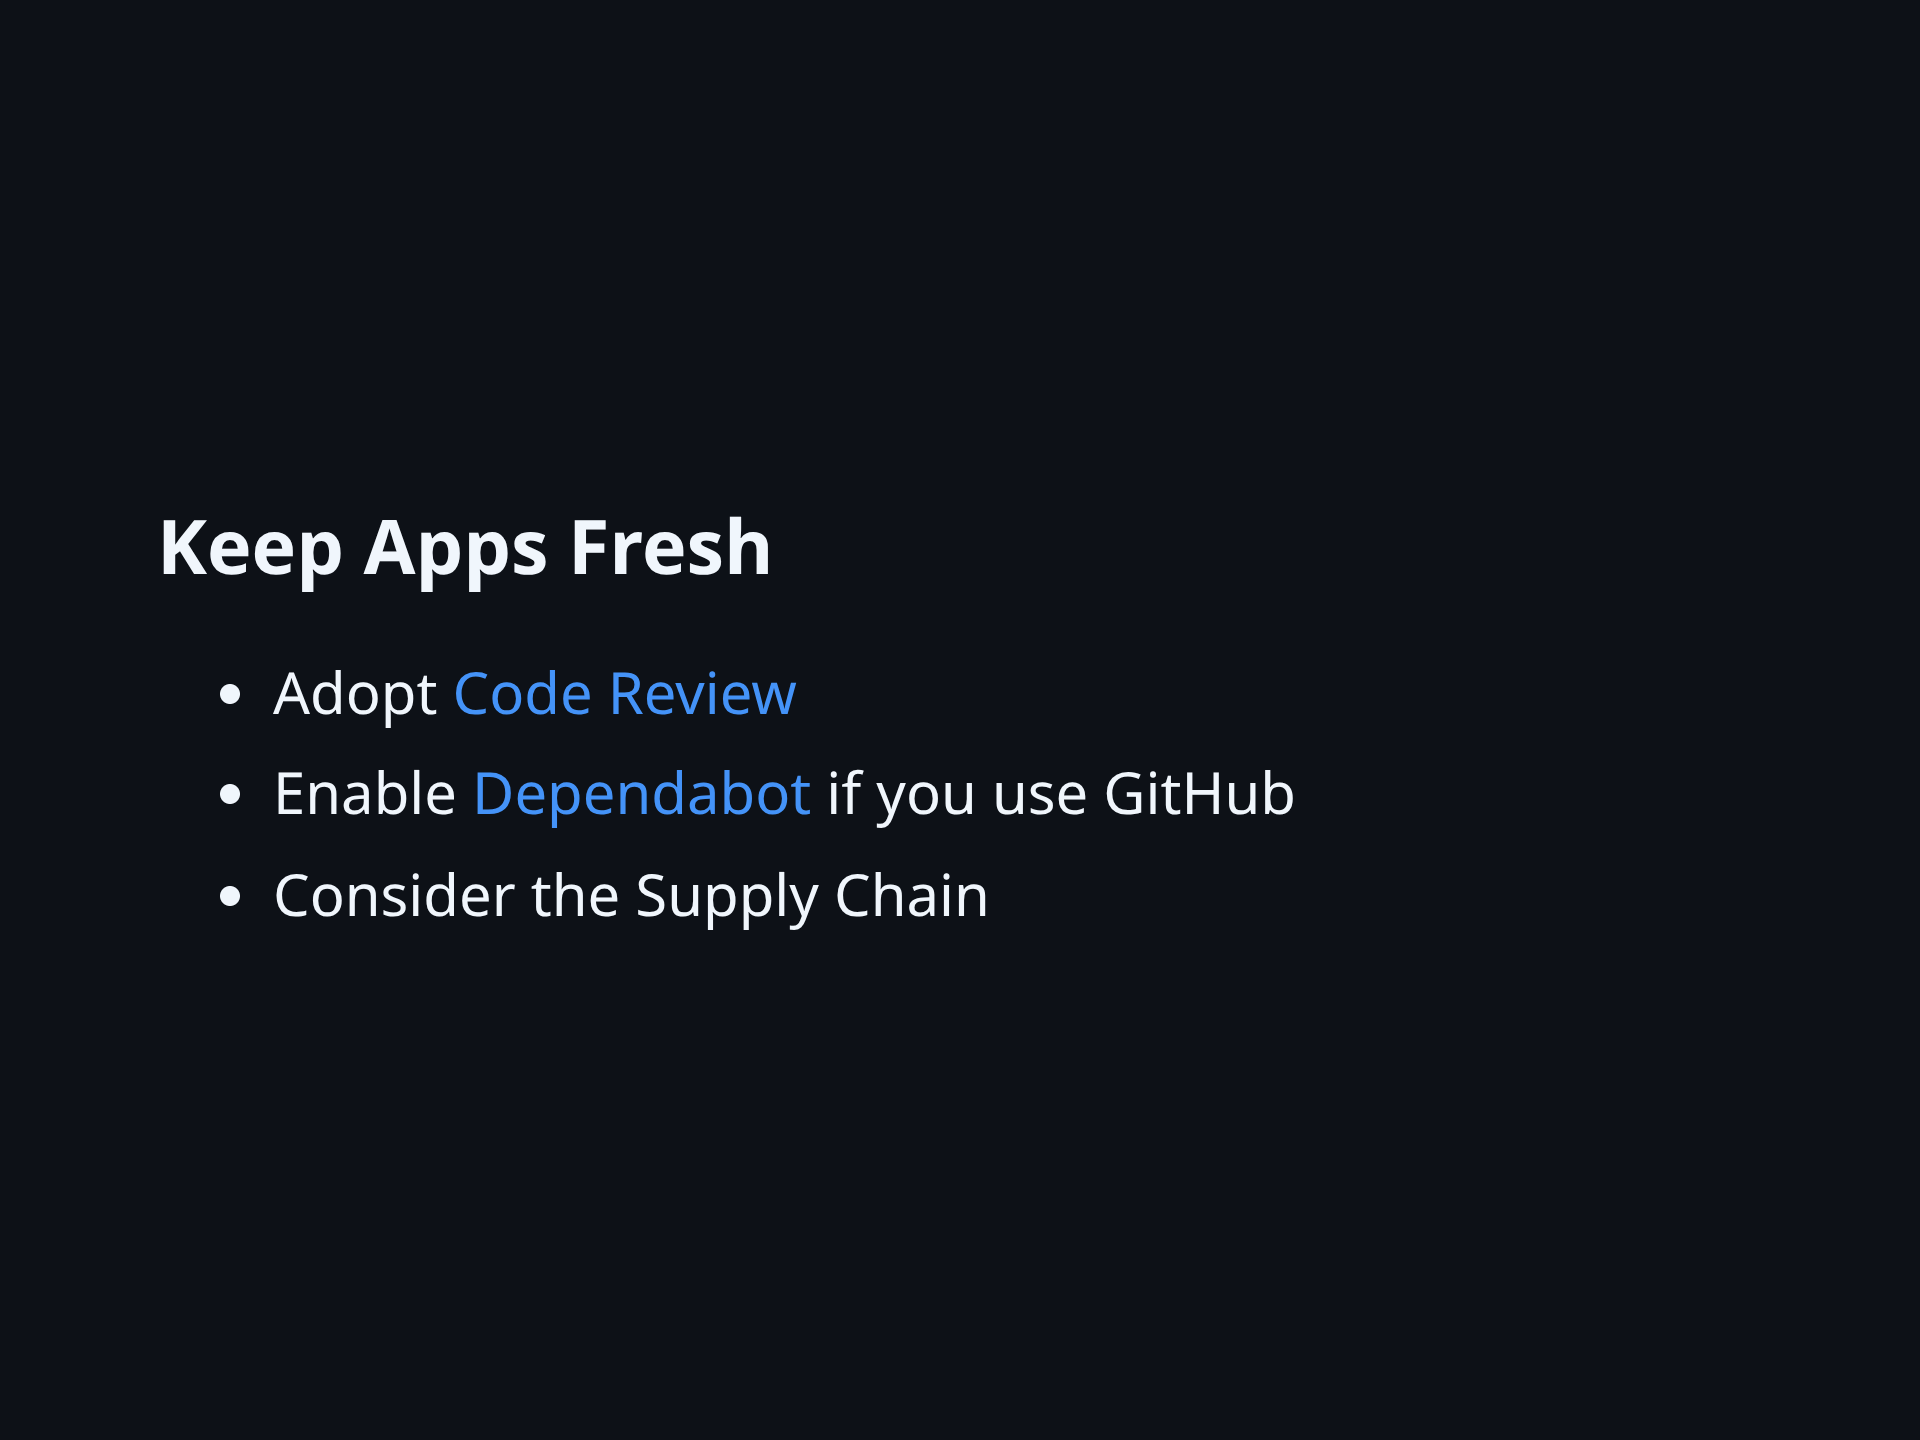 Keep Apps Fresh
Adopt Code Review
Enable Dependabot if you use GitHub
Consider the Supply Chain